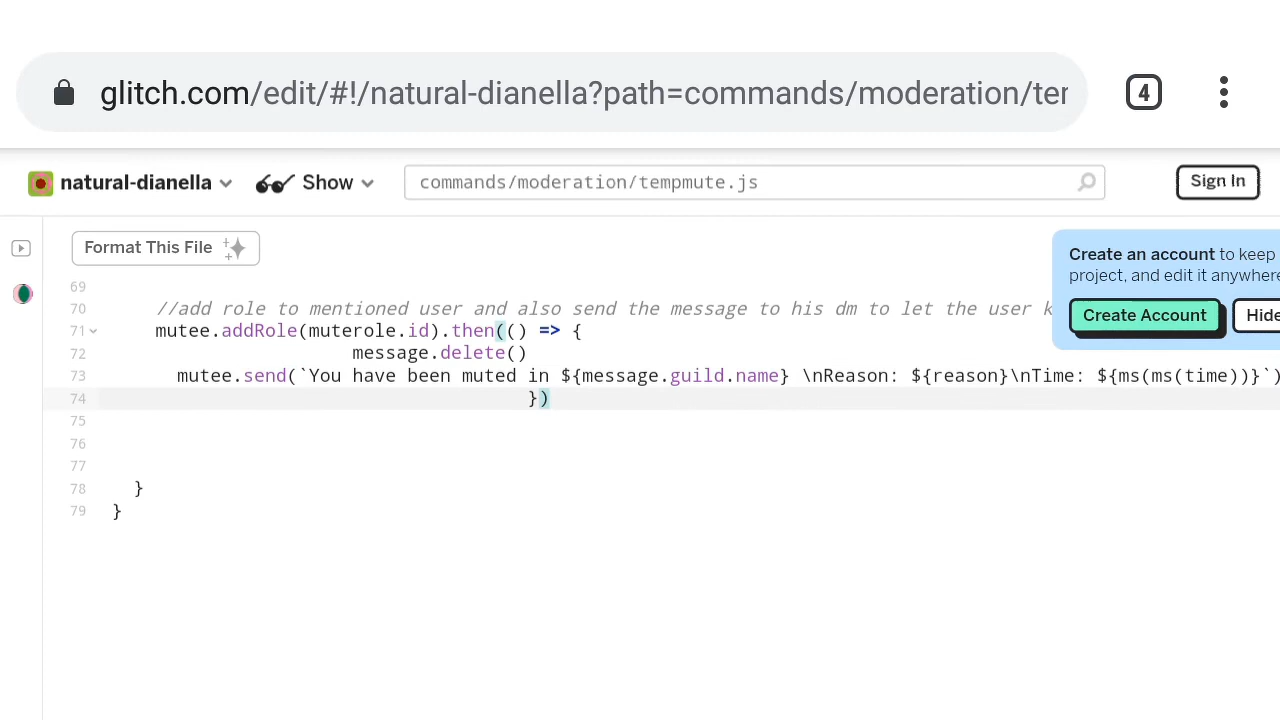 glitch.com/edit/#!/natural-dianella?path=commands/moderation/ter
4
natural-dianella
Show
commands/moderation/tempmute.js
Sign In
Format This File
Create an account to keep
project, and edit it anywhere
Create Account
Hide
69
70 //add role to mentioned user and also send the message to his dm to let the user k
71 mutee.addRole(muterole.id).then(() => {
72 message.delete()
73 mutee.send(`You have been muted in ${message.guild.name} \nReason: ${reason}\nTime: ${ms(ms(time))}`)
74 })
75
76
77
78 }
79 }